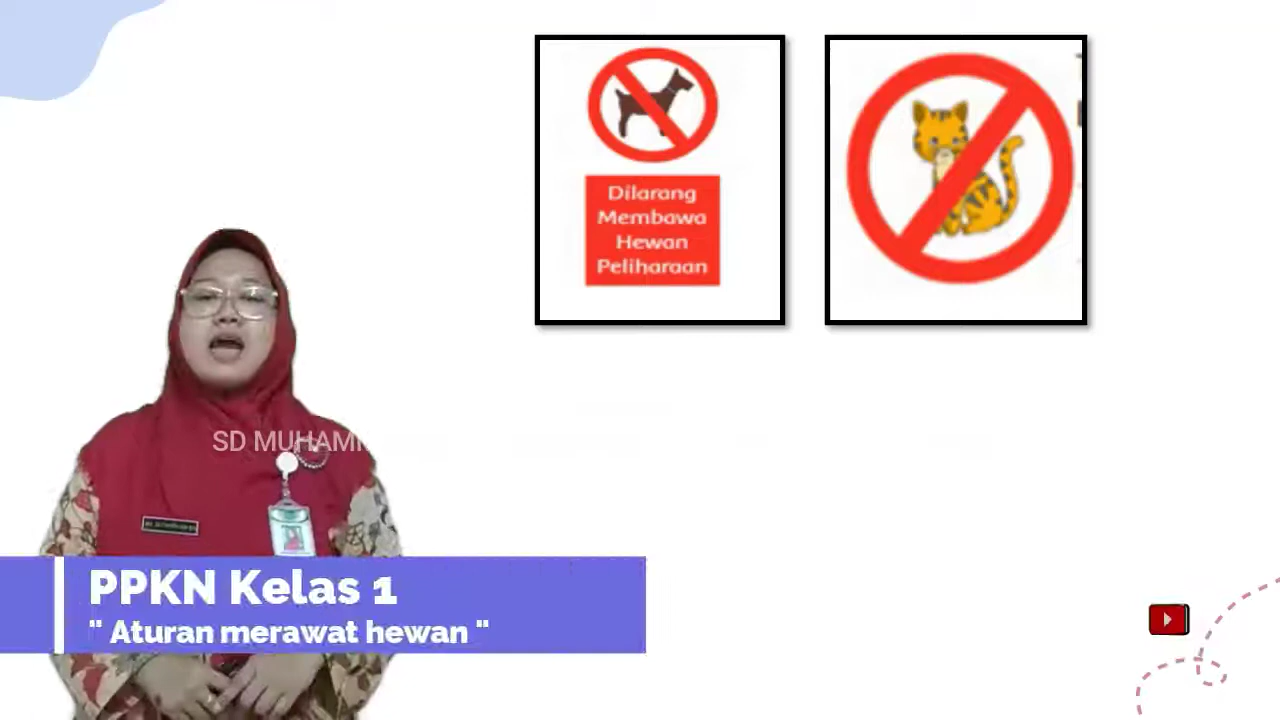 Dilarang
Membawa
Hewan
Peliharaan
SD MUHAM
PPKN Kelas 1
" Aturan merawat hewan "